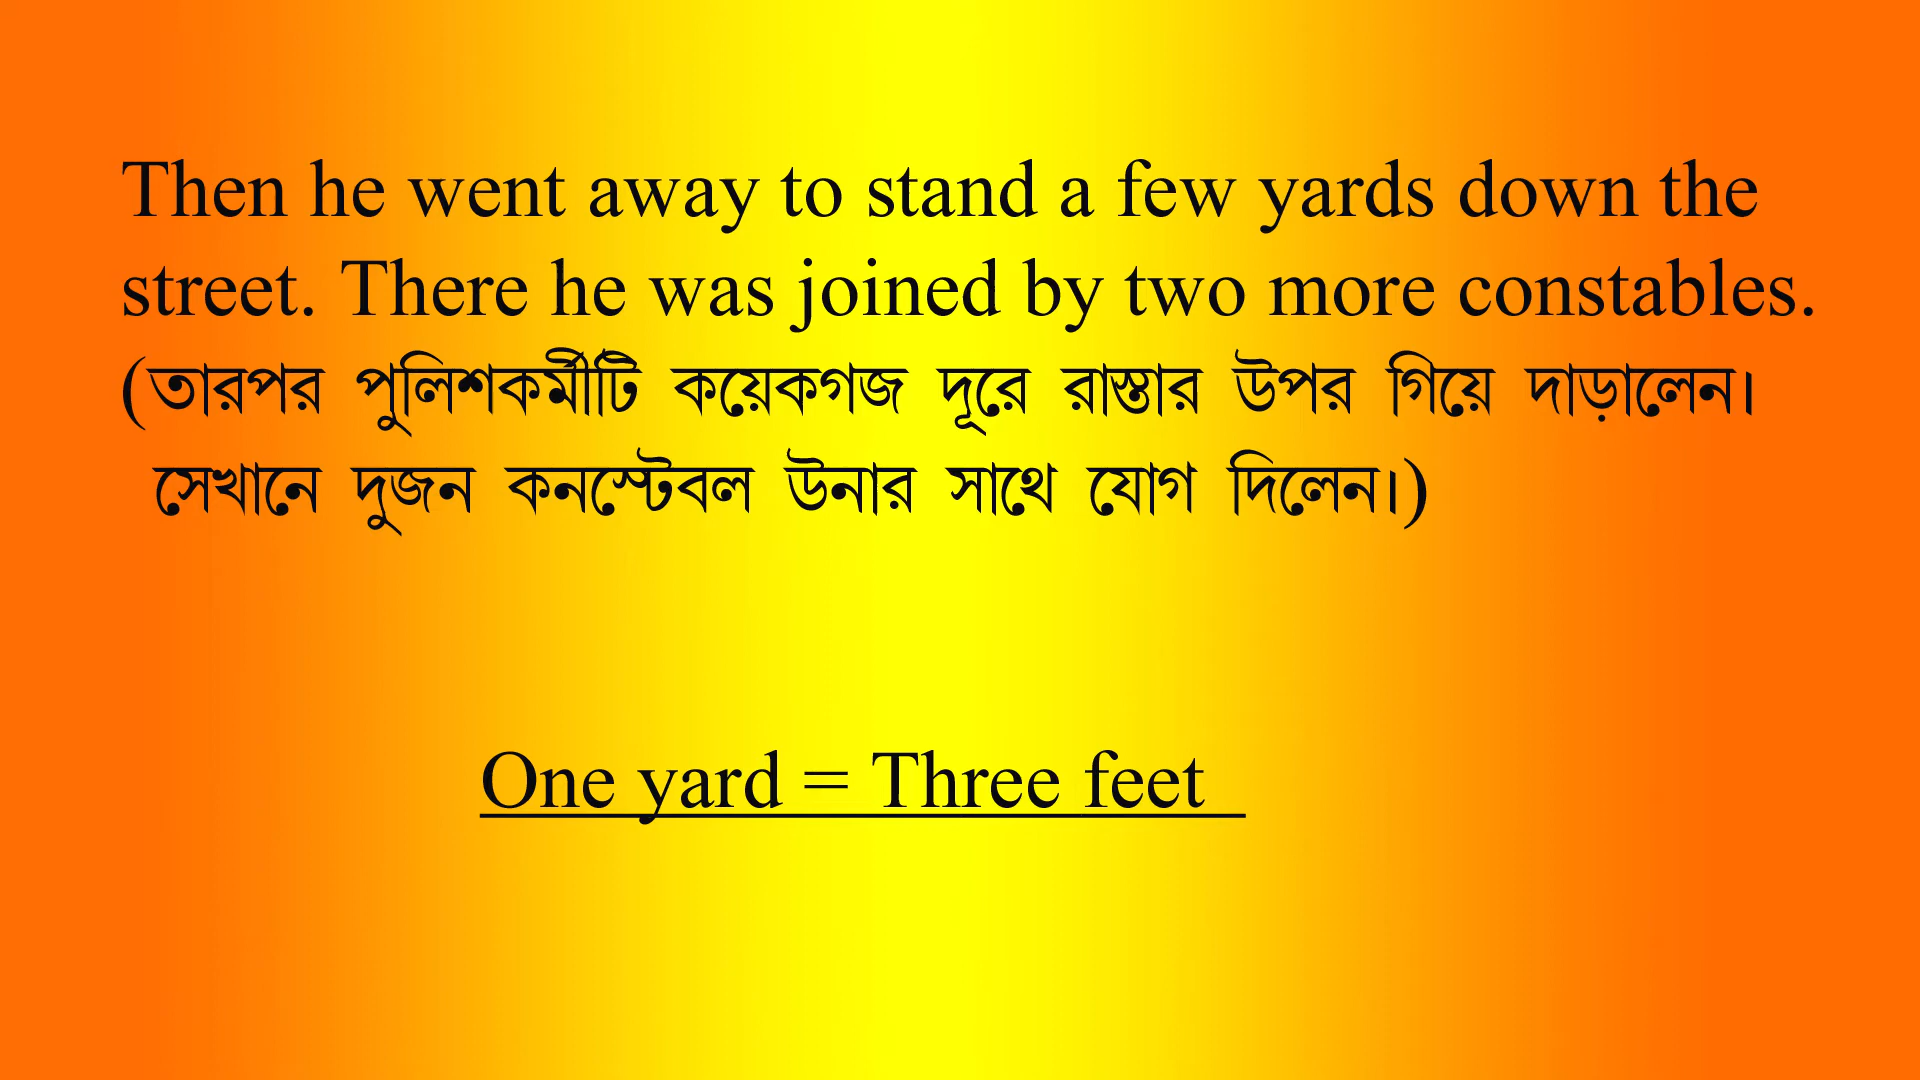 Then he went away to stand a few yards down the
street. There he was joined by two more constables.
(তারপর পুলিশকর্মীটি কয়েকগজ দূরে রাস্তার উপর গিয়ে দাড়ালেন।
সেখানে দুজন কনস্টেবল উনার সাথে যোগ দিলেন।)
One yard = Three feet